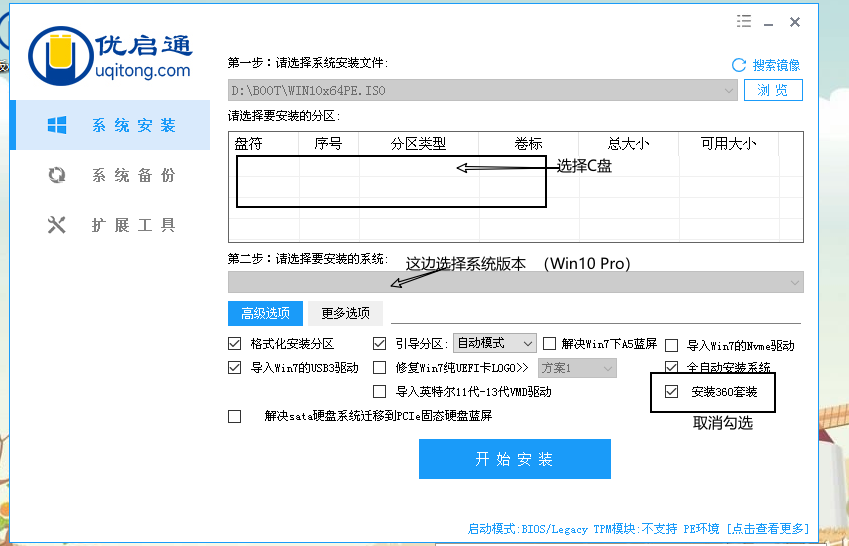 优启通
uqitong.com
系统安装
系统备份
扩展工具
第一步：请选择系统安装文件:
搜索镜像
D:\BOOT\WIN10x64PE.ISO
浏 览
请选择要安装的分区:
盘符 序号 分区类型 卷标 总大小 可用大小
选择C盘
第二步：请选择要安装的系统:
这边选择系统版本 （Win10 Pro）
高级选项 更多选项
格式化安装分区 引导分区: 自动模式 解决Win7下A5蓝屏 导入Win7的Nvme驱动
导入Win7的USB3驱动 修复Win7纯UEFI卡LOGO>> 方案1 全自动安装系统
导入英特尔11代-13代VMD驱动 安装360套装
解决sata硬盘系统迁移到PCIe固态硬盘蓝屏
取消勾选
开始安装
启动模式:BIOS/Legacy TPM模块:不支持 PE环境 [点击查看更多]